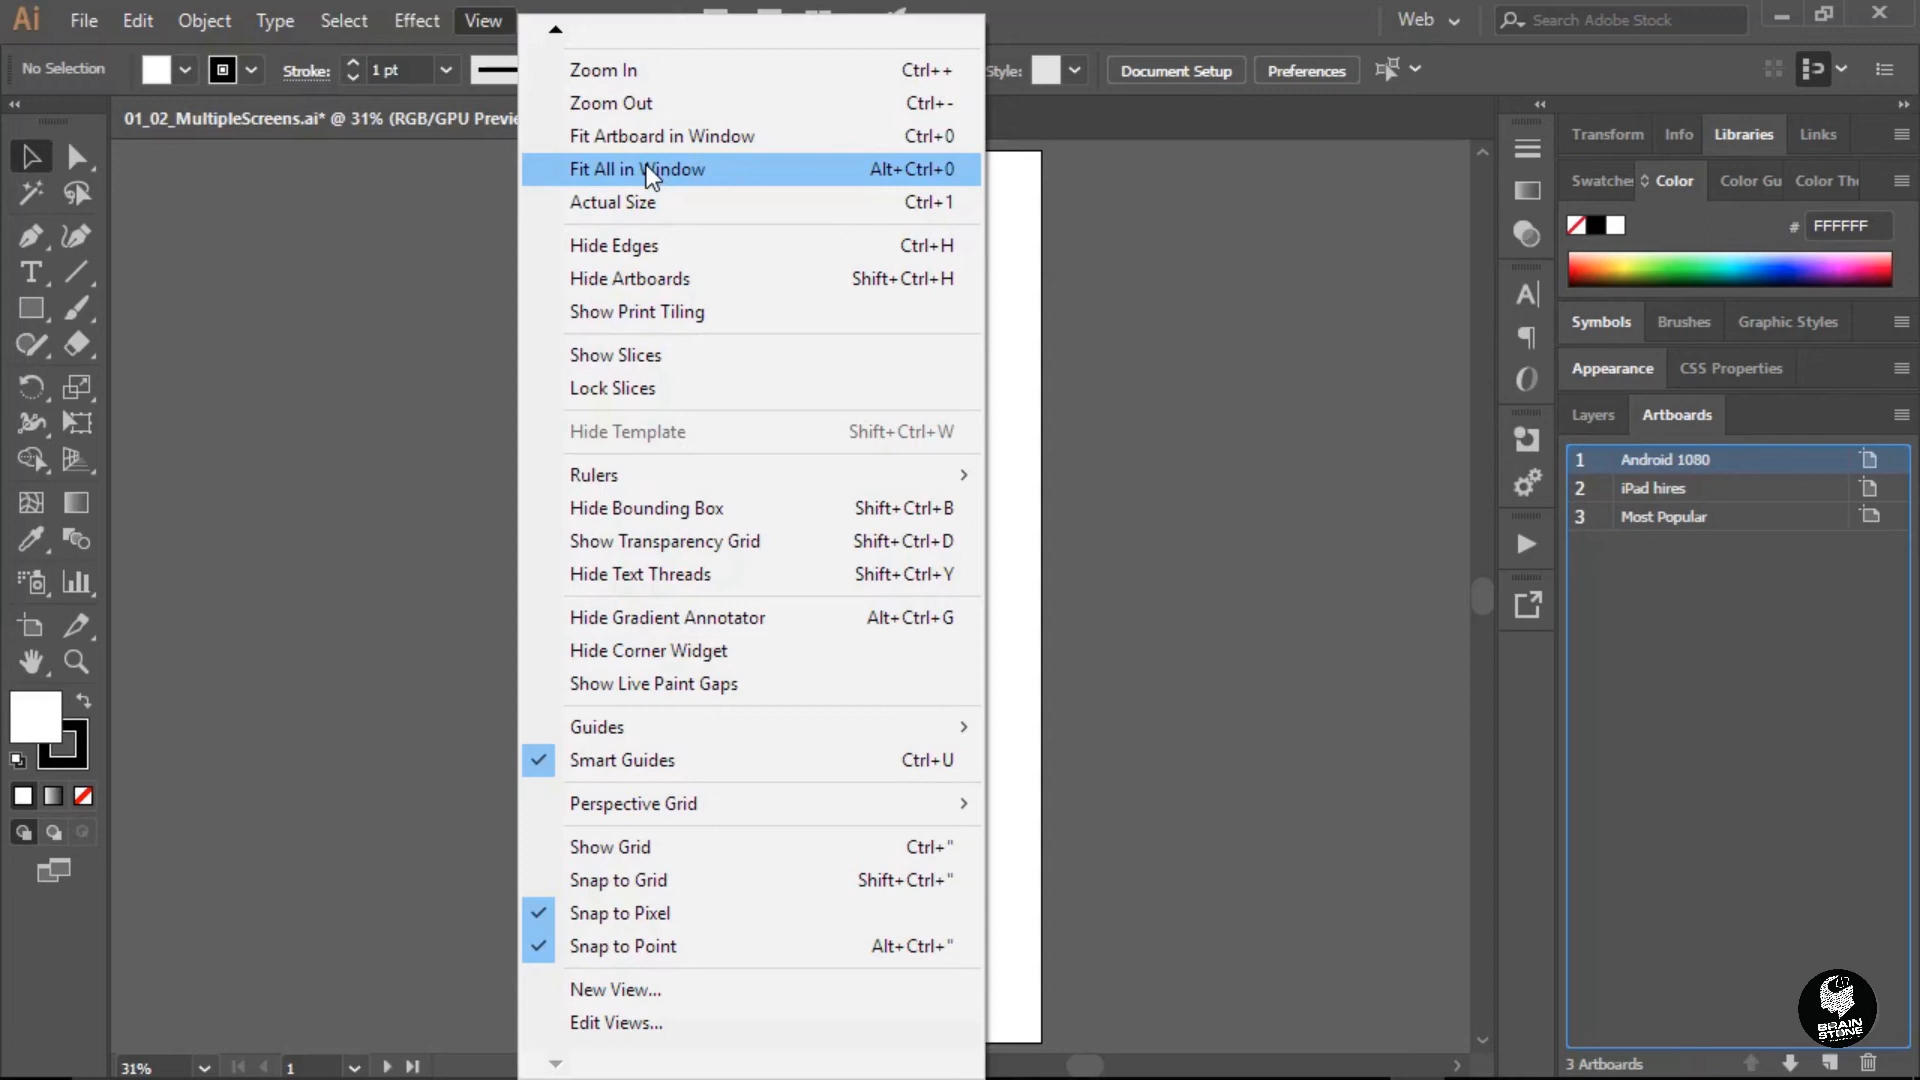 Ai File Edit Object Type Select Effect View Web Search Adobe Stock
No Selection Stroke: 1 pt Style: Document Setup Preferences
01_02_MultipleScreens.ai* @ 31% (RGB/GPU Previe
Zoom In Ctrl++
Zoom Out Ctrl+-
Fit Artboard in Window Ctrl+0
Fit All in Window Alt+Ctrl+0
Actual Size Ctrl+1
Hide Edges Ctrl+H
Hide Artboards Shift+Ctrl+H
Show Print Tiling
Show Slices
Lock Slices
Hide Template Shift+Ctrl+W
Rulers
Hide Bounding Box Shift+Ctrl+B
Show Transparency Grid Shift+Ctrl+D
Hide Text Threads Shift+Ctrl+Y
Hide Gradient Annotator Alt+Ctrl+G
Hide Corner Widget
Show Live Paint Gaps
Guides
Smart Guides Ctrl+U
Perspective Grid
Show Grid Ctrl+"
Snap to Grid Shift+Ctrl+"
Snap to Pixel
Snap to Point Alt+Ctrl+"
New View...
Edit Views...
Transform Info Libraries Links
Swatches Color Color Gu Color The
# FFFFFF
Symbols Brushes Graphic Styles
Appearance CSS Properties
Layers Artboards
1 Android 1080
2 iPad hires
3 Most Popular
BRAIN
STONE
31% 1 3 Artboards